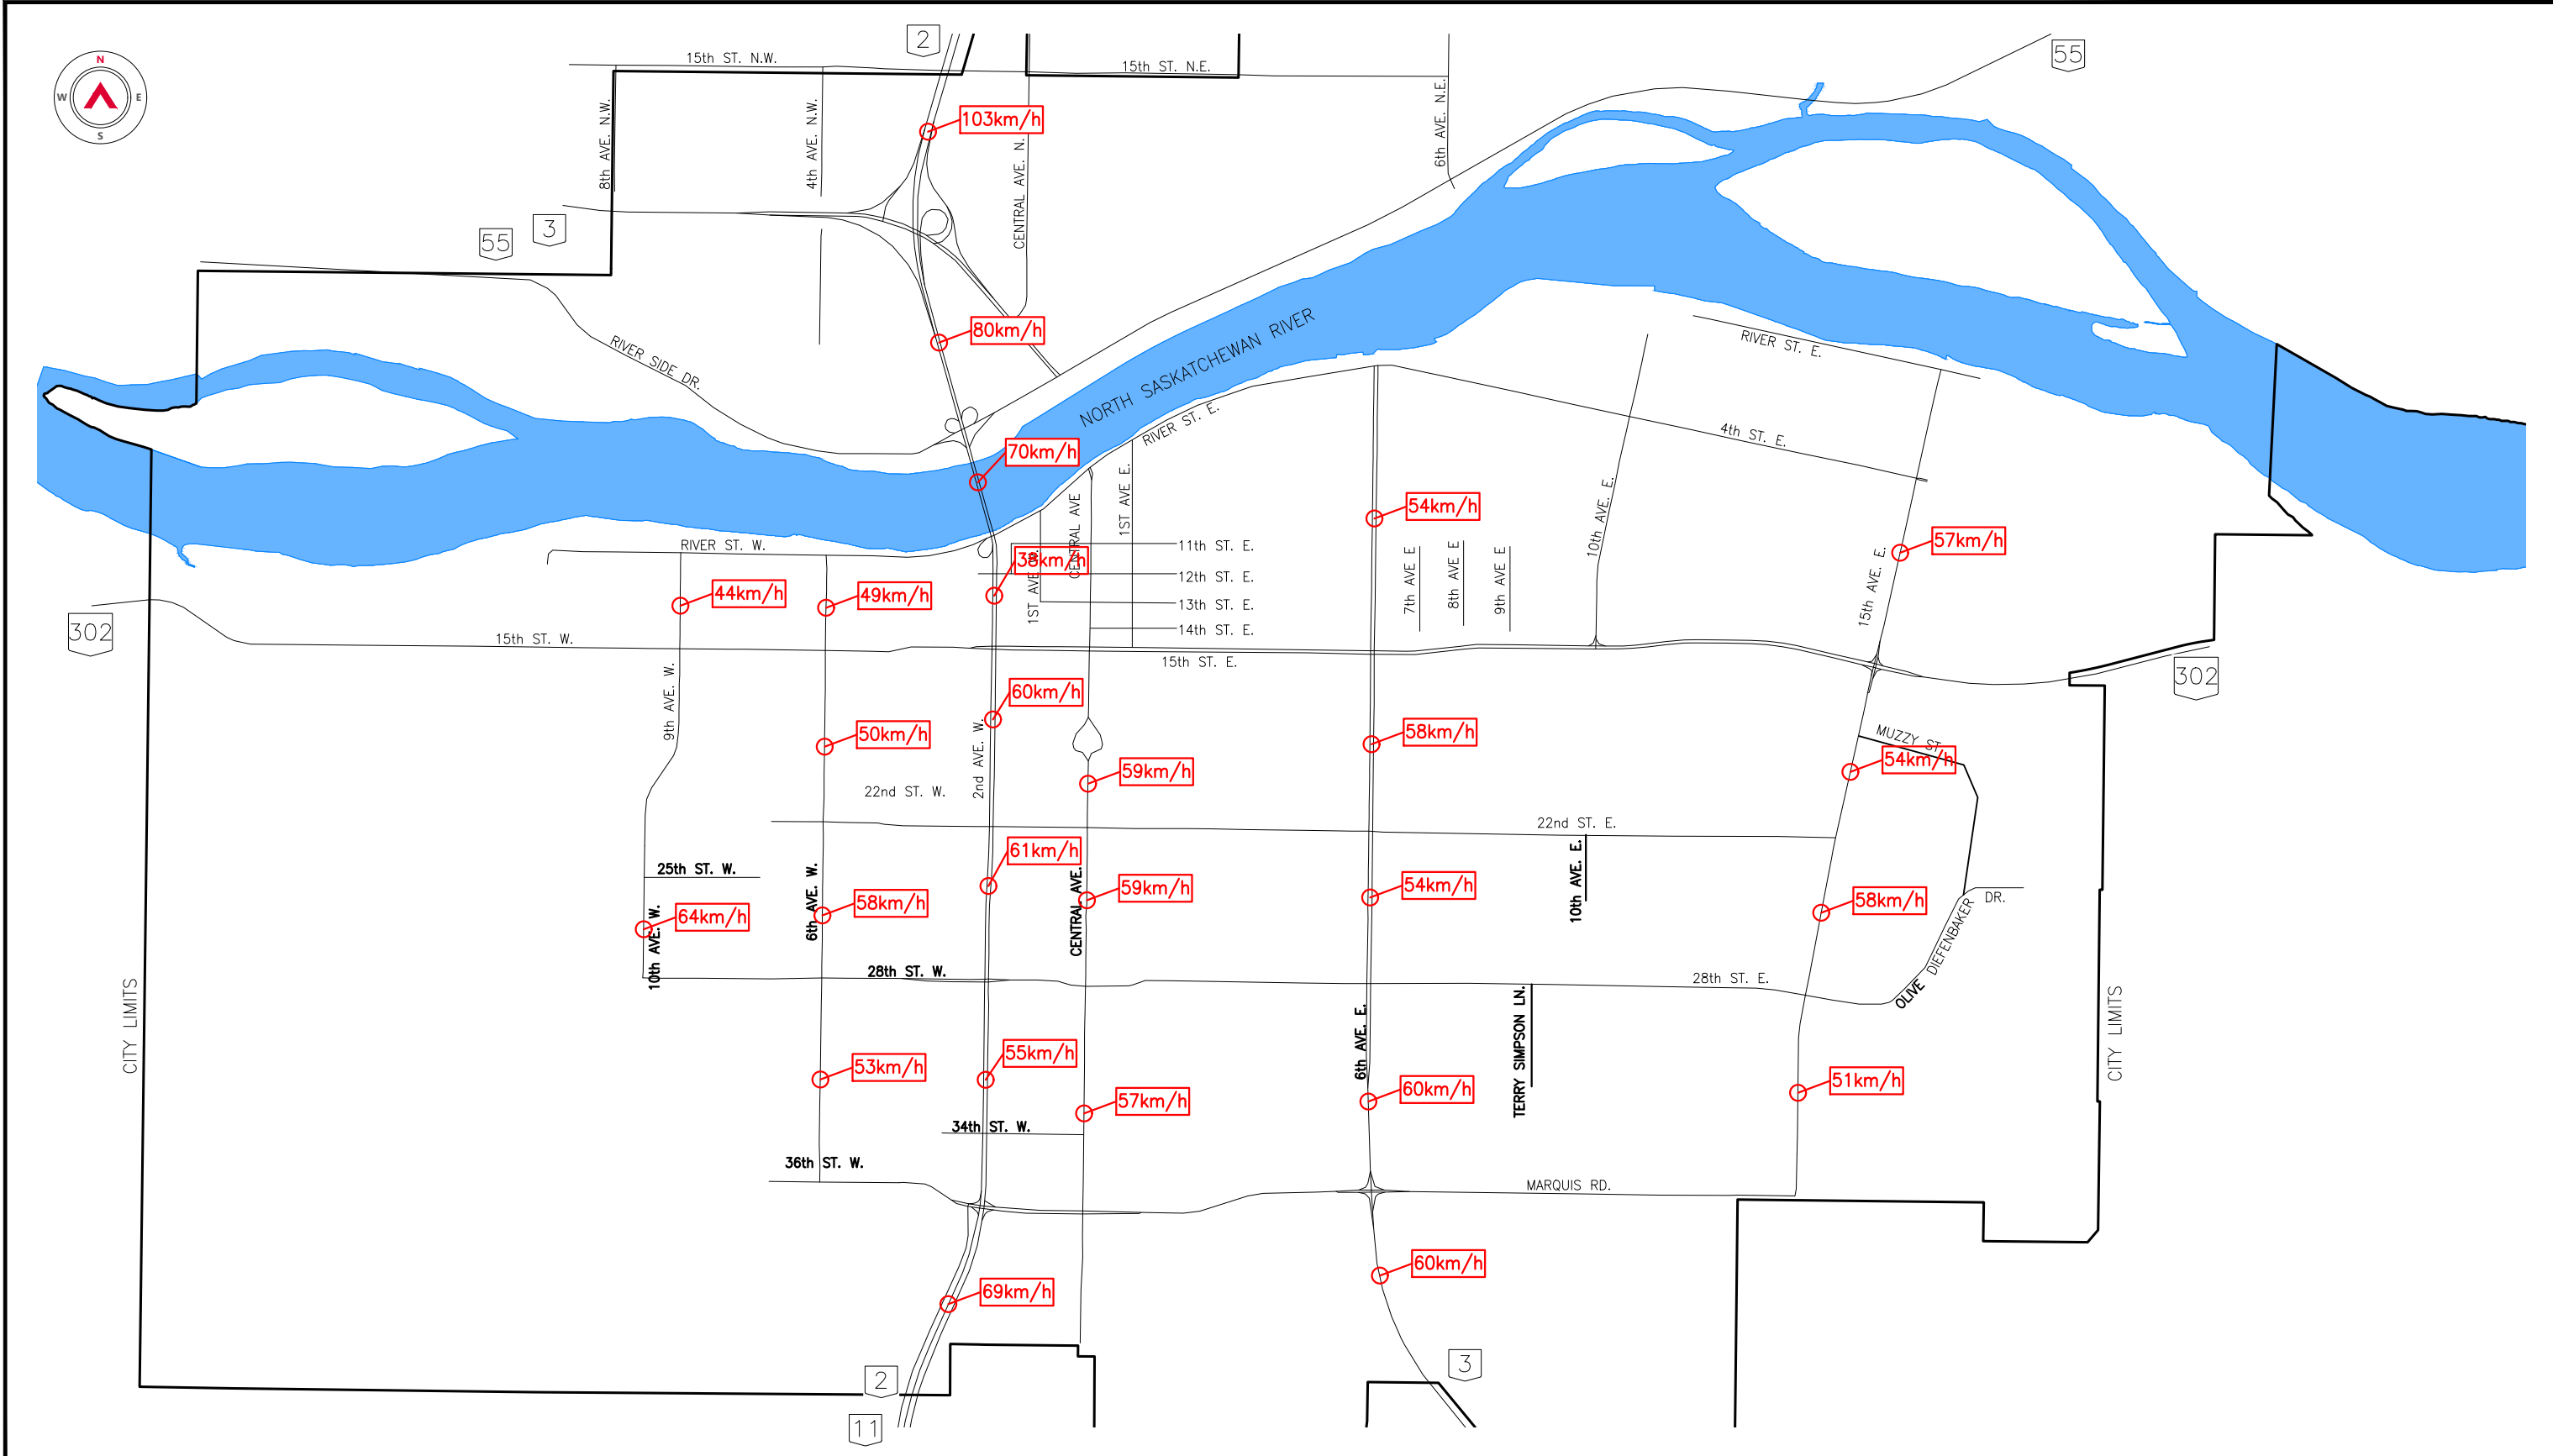 2
55
15th ST. N.W.
15th ST. N.E.
N
W
E
S
8th AVE. N.W.
4th AVE. N.W.
103km/h
CENTRAL AVE. N.
6th AVE. N.E.
55
3
80km/h
RIVER SIDE DR.
NORTH SASKATCHEWAN RIVER
RIVER ST. E.
RIVER ST. E.
4th ST. E.
70km/h
1ST AVE E.
CENTRAL AVE
54km/h
10th AVE. E.
57km/h
RIVER ST. W.
11th ST. E.
38km/h
12th ST. E.
1ST AVE. E.
13th ST. E.
14th ST. E.
7th AVE E
8th AVE E
9th AVE E
15th AVE. E.
44km/h
49km/h
302
15th ST. W.
15th ST. E.
302
9th AVE. W.
60km/h
50km/h
2nd AVE. W.
58km/h
MUZZY ST.
54km/h
59km/h
22nd ST. W.
22nd ST. E.
61km/h
25th ST. W.
6th AVE. W.
CENTRAL AVE.
59km/h
54km/h
10th AVE. E.
58km/h
DR.
64km/h
58km/h
10th AVE. W.
DIEFENBAKER
OLIVE
28th ST. W.
28th ST. E.
CITY LIMITS
CITY LIMITS
TERRY SIMPSON LN.
6th AVE. E.
53km/h
55km/h
57km/h
60km/h
51km/h
34th ST. W.
36th ST. W.
MARQUIS RD.
69km/h
60km/h
2
3
11